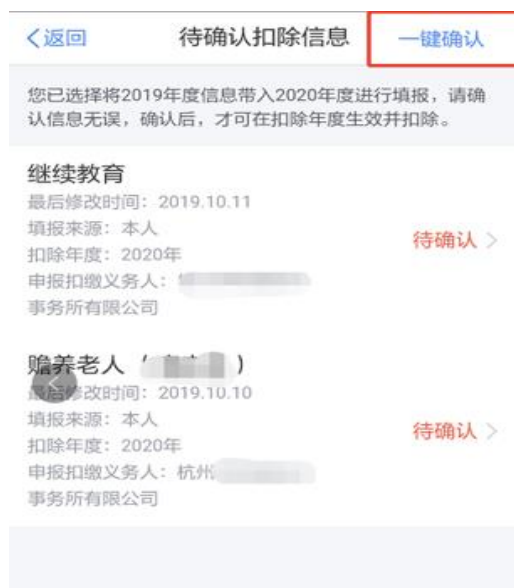 返回 待确认扣除信息 一键确认
您已选择将2019年度信息带入2020年度进行填报，请确
认信息无误，确认后，才可在扣除年度生效并扣除。
继续教育
最后修改时间：2019.10.11
填报来源：本人
待确认
扣除年度：2020年
申报扣缴义务人：
事务所有限公司
赡养老人（ ）
最后修改时间：2019.10.10
填报来源：本人
待确认
扣除年度：2020年
申报扣缴义务人：杭州
事务所有限公司